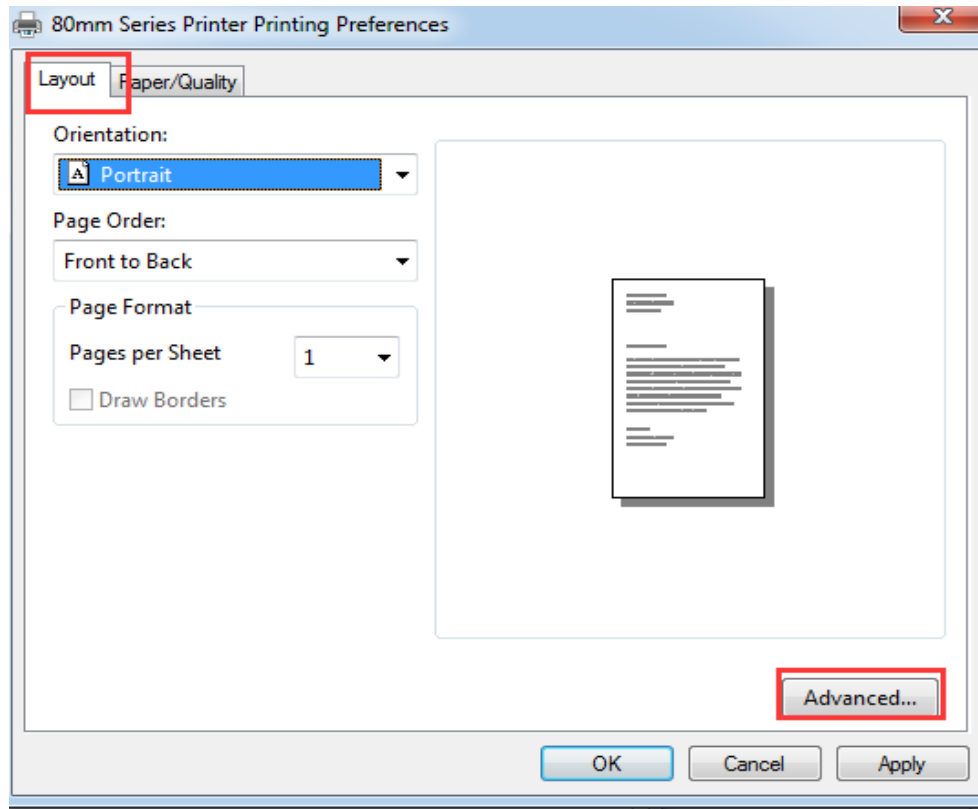 80mm Series Printer Printing Preferences
X
Layout Paper/Quality
Orientation:
A Portrait
Page Order:
Front to Back
Page Format
Pages per Sheet 1
Draw Borders
Advanced...
OK Cancel Apply